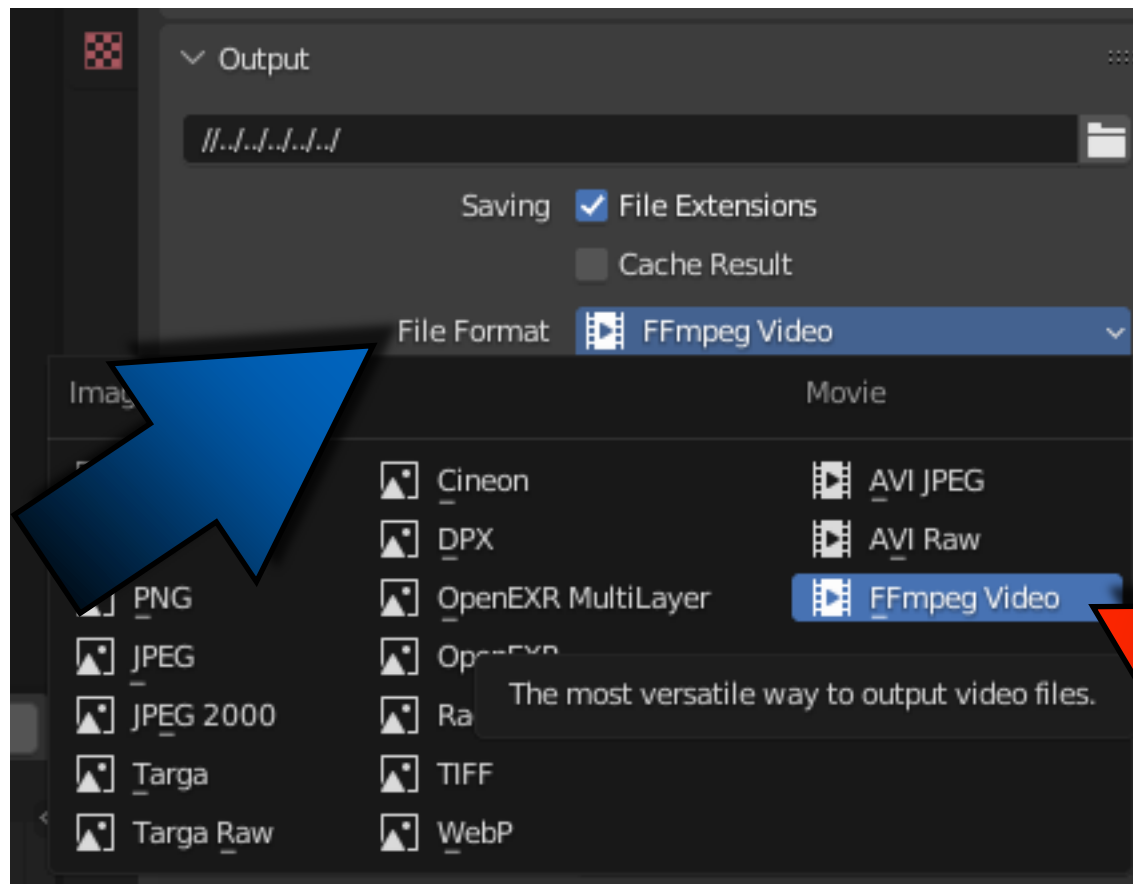 Output
//../../../../../
Saving File Extensions
Cache Result
File Format FFmpeg Video
Movie
Cineon AVI JPEG
DPX AVI Raw
PNG OpenEXR MultiLayer FFmpeg Video
JPEG
The most versatile way to output video files.
JPEG 2000
Targa TIFF
Targa Raw WebP